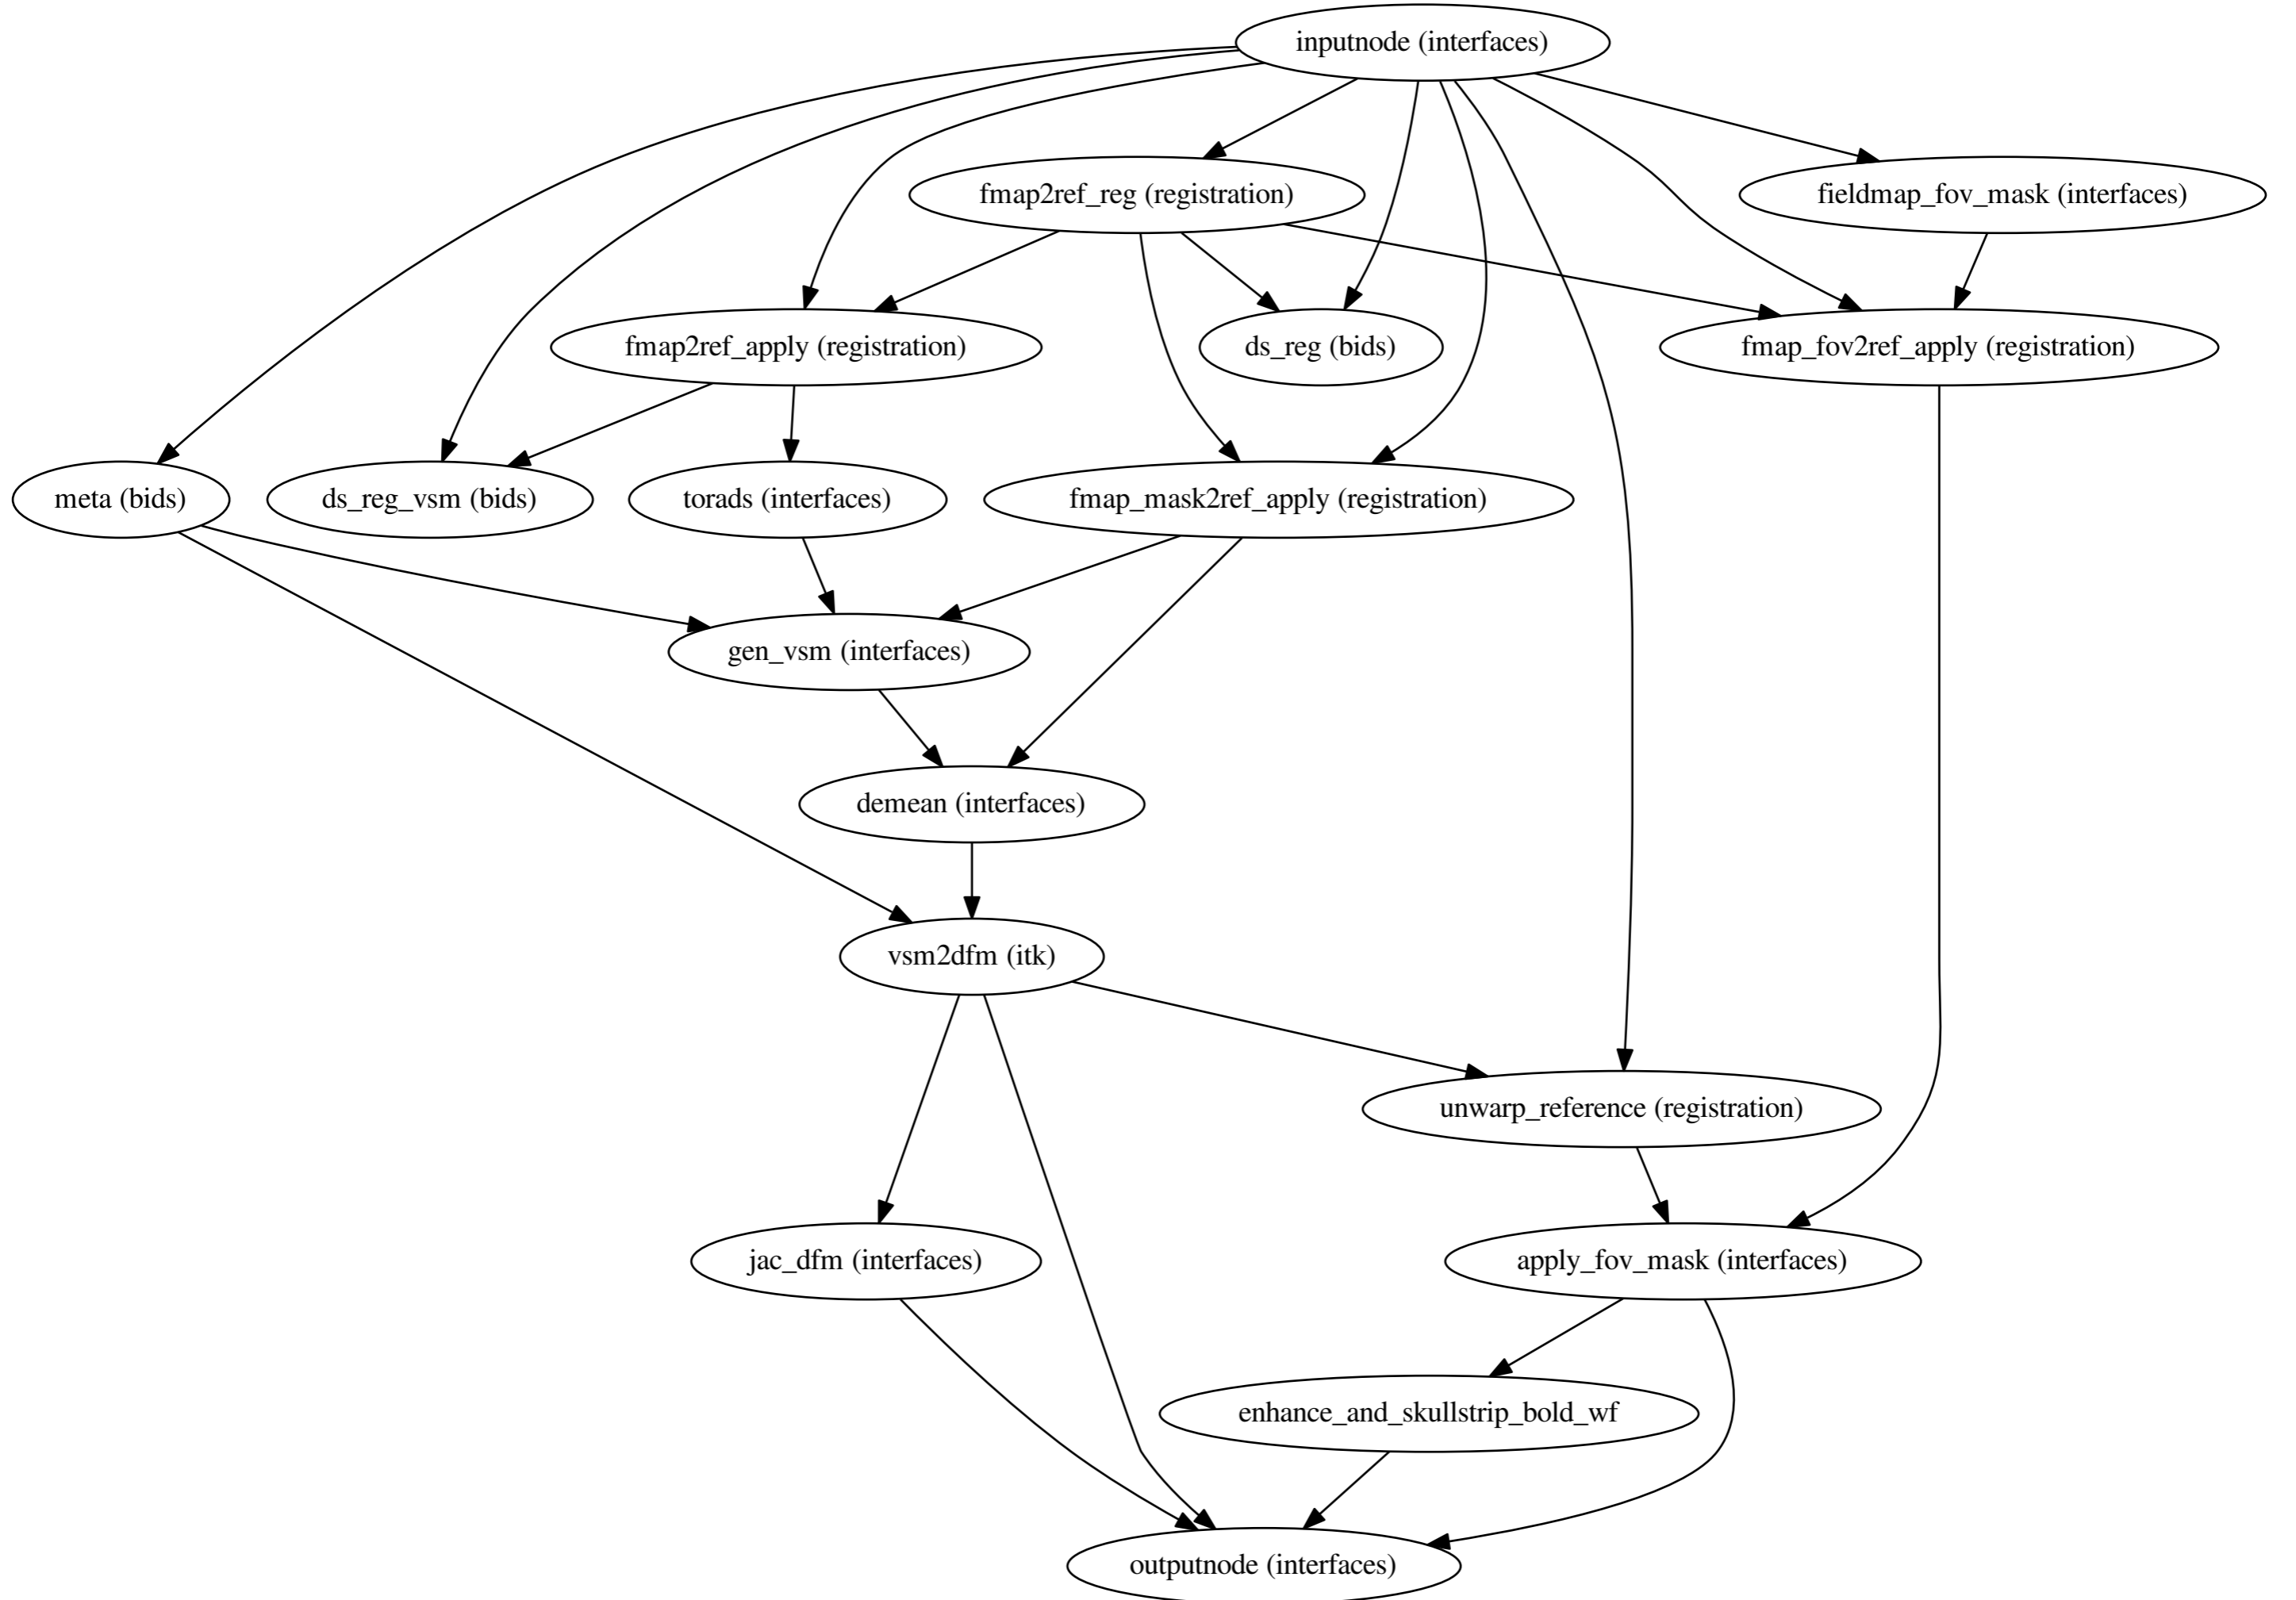 inputnode (interfaces)
fmap2ref_reg (registration)
fieldmap_fov_mask (interfaces)
fmap2ref_apply (registration)
ds_reg (bids)
fmap_fov2ref_apply (registration)
meta (bids)
ds_reg_vsm (bids)
torads (interfaces)
fmap_mask2ref_apply (registration)
gen_vsm (interfaces)
demean (interfaces)
vsm2dfm (itk)
unwarp_reference (registration)
jac_dfm (interfaces)
apply_fov_mask (interfaces)
enhance_and_skullstrip_bold_wf
outputnode (interfaces)